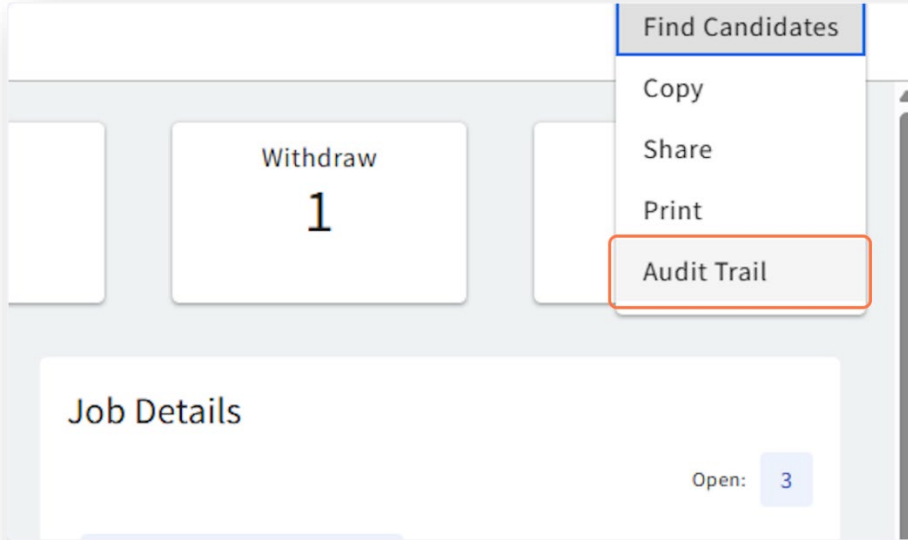 Find Candidates
Copy
Share
Print
Audit Trail
Withdraw
1
Job Details
Open: 3